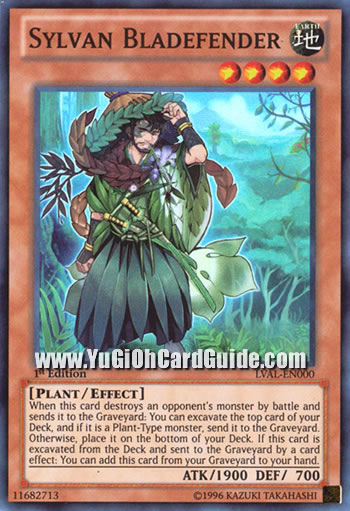 SYLVAN BLADEFENDER
EARTH
地
www.YuGiOhCardGuide.com
1st Edition
LVAL-EN000
[PLANT / EFFECT]
When this card destroys an opponent's monster by battle and
sends it to the Graveyard: You can excavate the top card of your
Deck, and if it is a Plant-Type monster, send it to the Graveyard.
Otherwise, place it on the bottom of your Deck. If this card is
excavated from the Deck and sent to the Graveyard by a card
effect: You can add this card from your Graveyard to your hand.
ATK/1900 DEF/ 700
11682713
©1996 KAZUKI TAKAHASHI